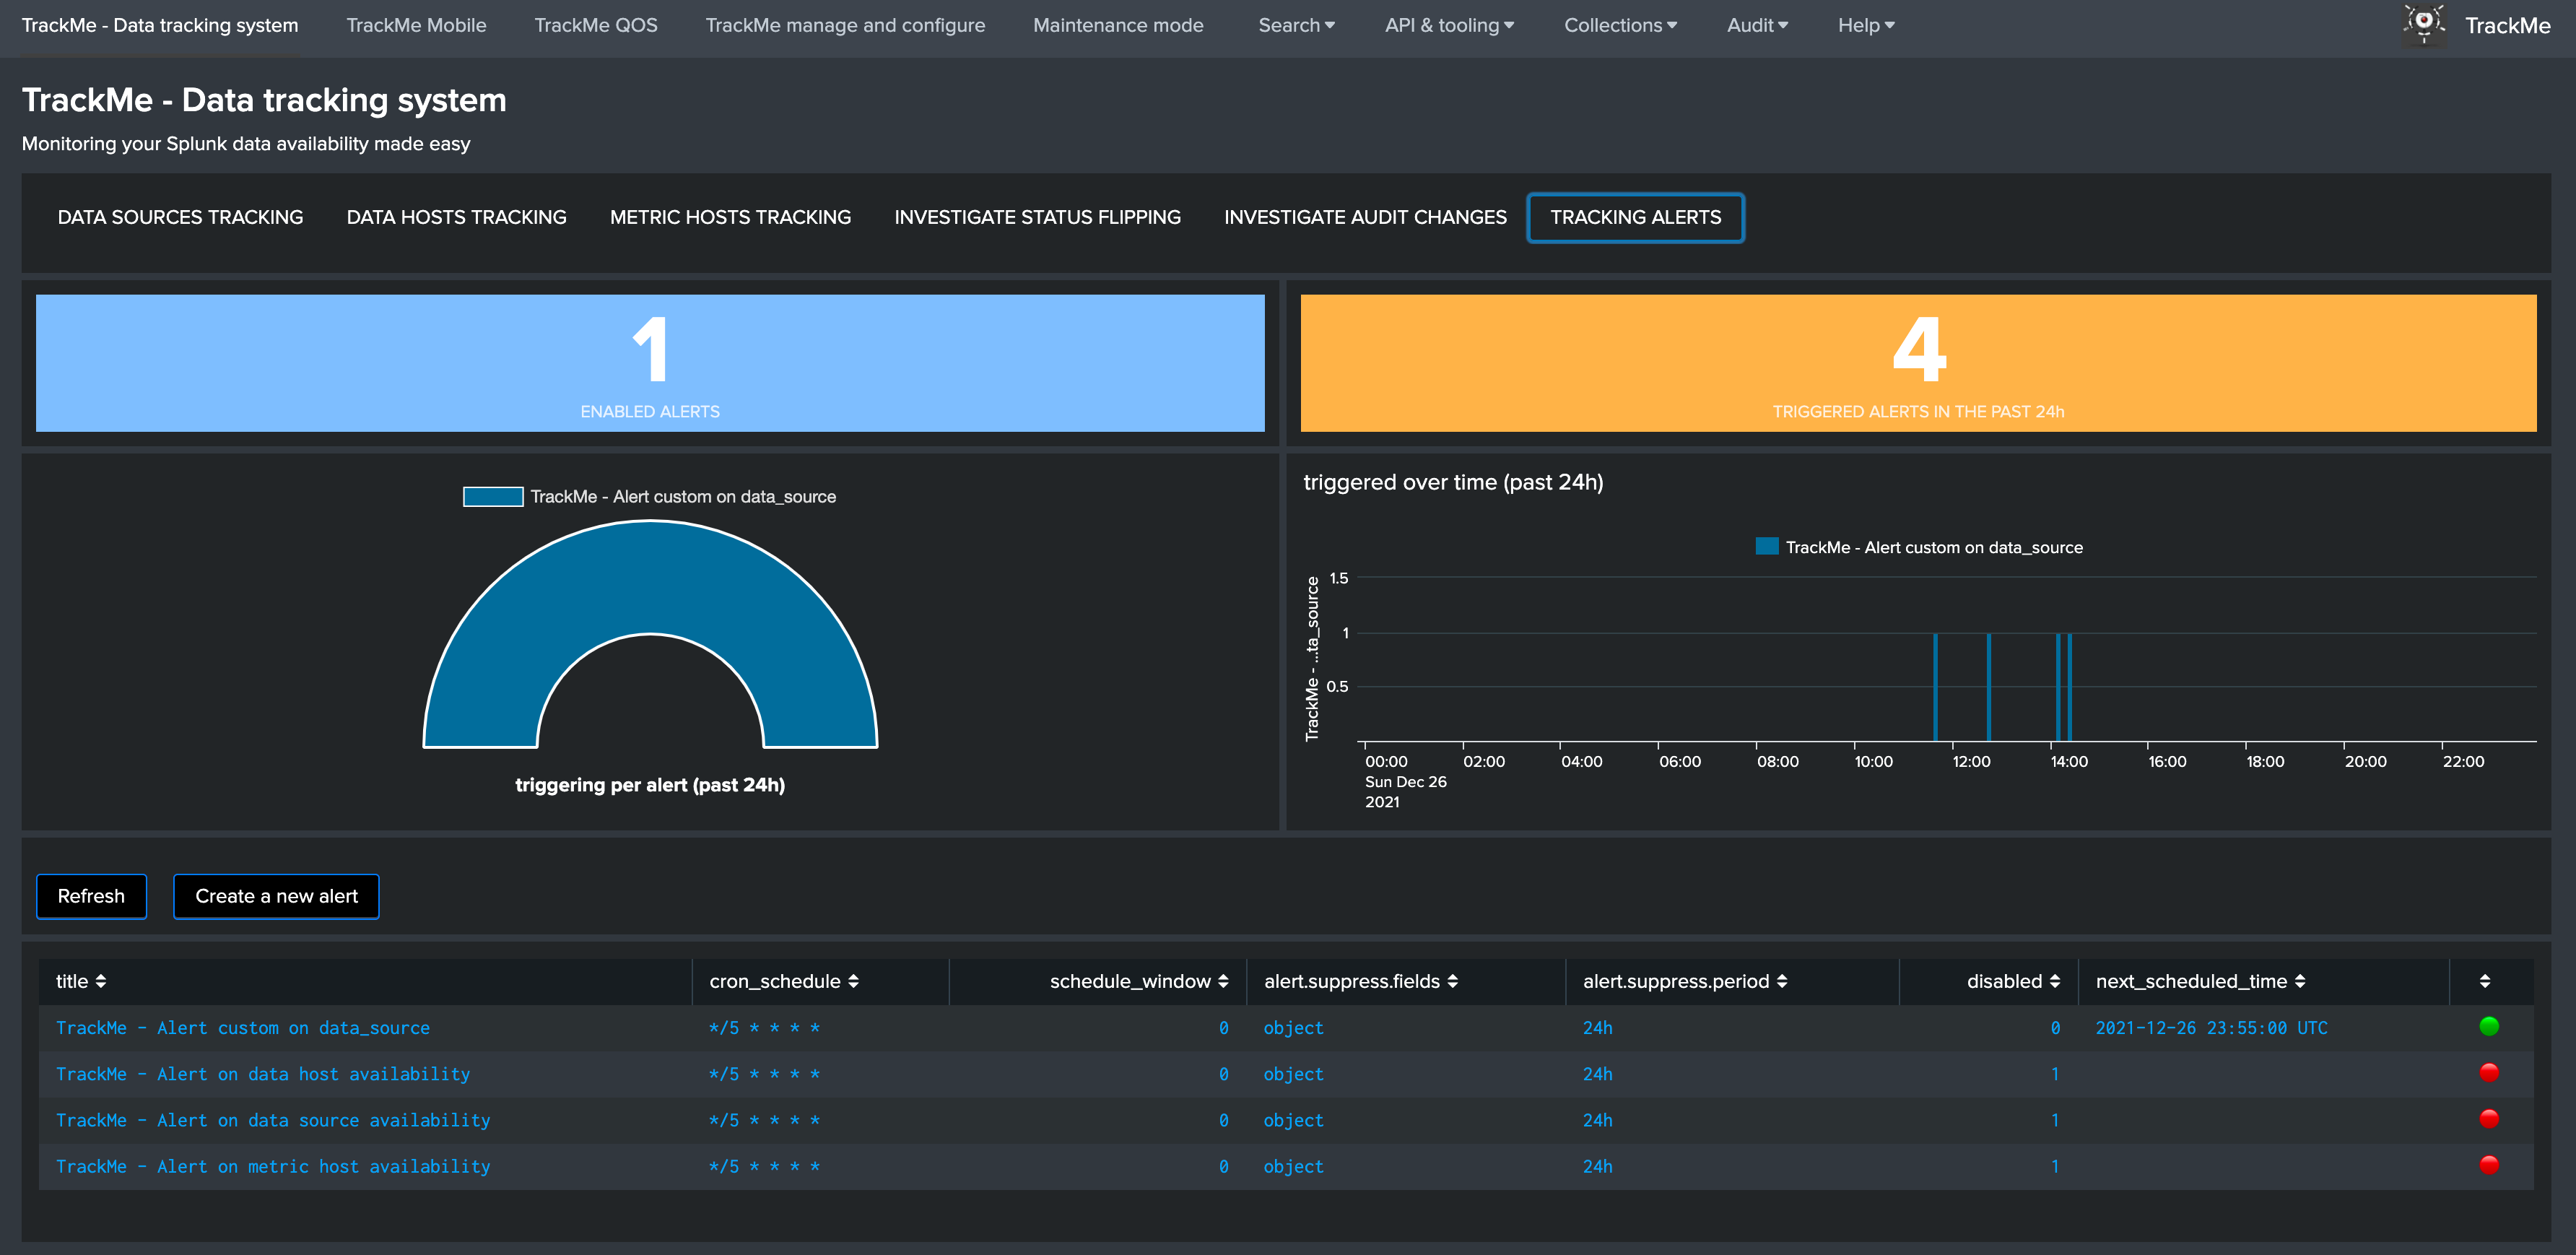 TrackMe - Data tracking system TrackMe Mobile TrackMe QOS TrackMe manage and configure Maintenance mode Search API & tooling Collections Audit Help TrackMe
TrackMe - Data tracking system
Monitoring your Splunk data availability made easy
DATA SOURCES TRACKING DATA HOSTS TRACKING METRIC HOSTS TRACKING INVESTIGATE STATUS FLIPPING INVESTIGATE AUDIT CHANGES TRACKING ALERTS
1
ENABLED ALERTS
4
TRIGGERED ALERTS IN THE PAST 24h
TrackMe - Alert custom on data_source
triggering per alert (past 24h)
triggered over time (past 24h)
TrackMe - Alert custom on data_source
TrackMe - ...ta_source
1.5
1
0.5
00:00 02:00 04:00 06:00 08:00 10:00 12:00 14:00 16:00 18:00 20:00 22:00
Sun Dec 26
2021
Refresh Create a new alert
title cron_schedule schedule_window alert.suppress.fields alert.suppress.period disabled next_scheduled_time
TrackMe - Alert custom on data_source */5 * * * * 0 object 24h 0 2021-12-26 23:55:00 UTC
TrackMe - Alert on data host availability */5 * * * * 0 object 24h 1
TrackMe - Alert on data source availability */5 * * * * 0 object 24h 1
TrackMe - Alert on metric host availability */5 * * * * 0 object 24h 1